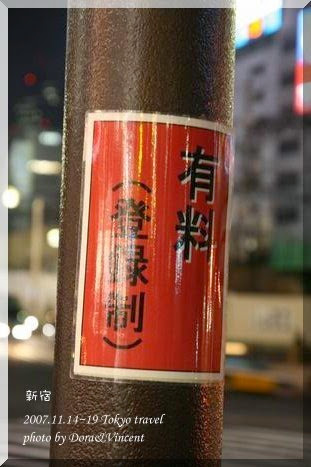 有料
（登録制）
新宿
2007.11.14~19 Tokyo travel
photo by Dora&Vincent